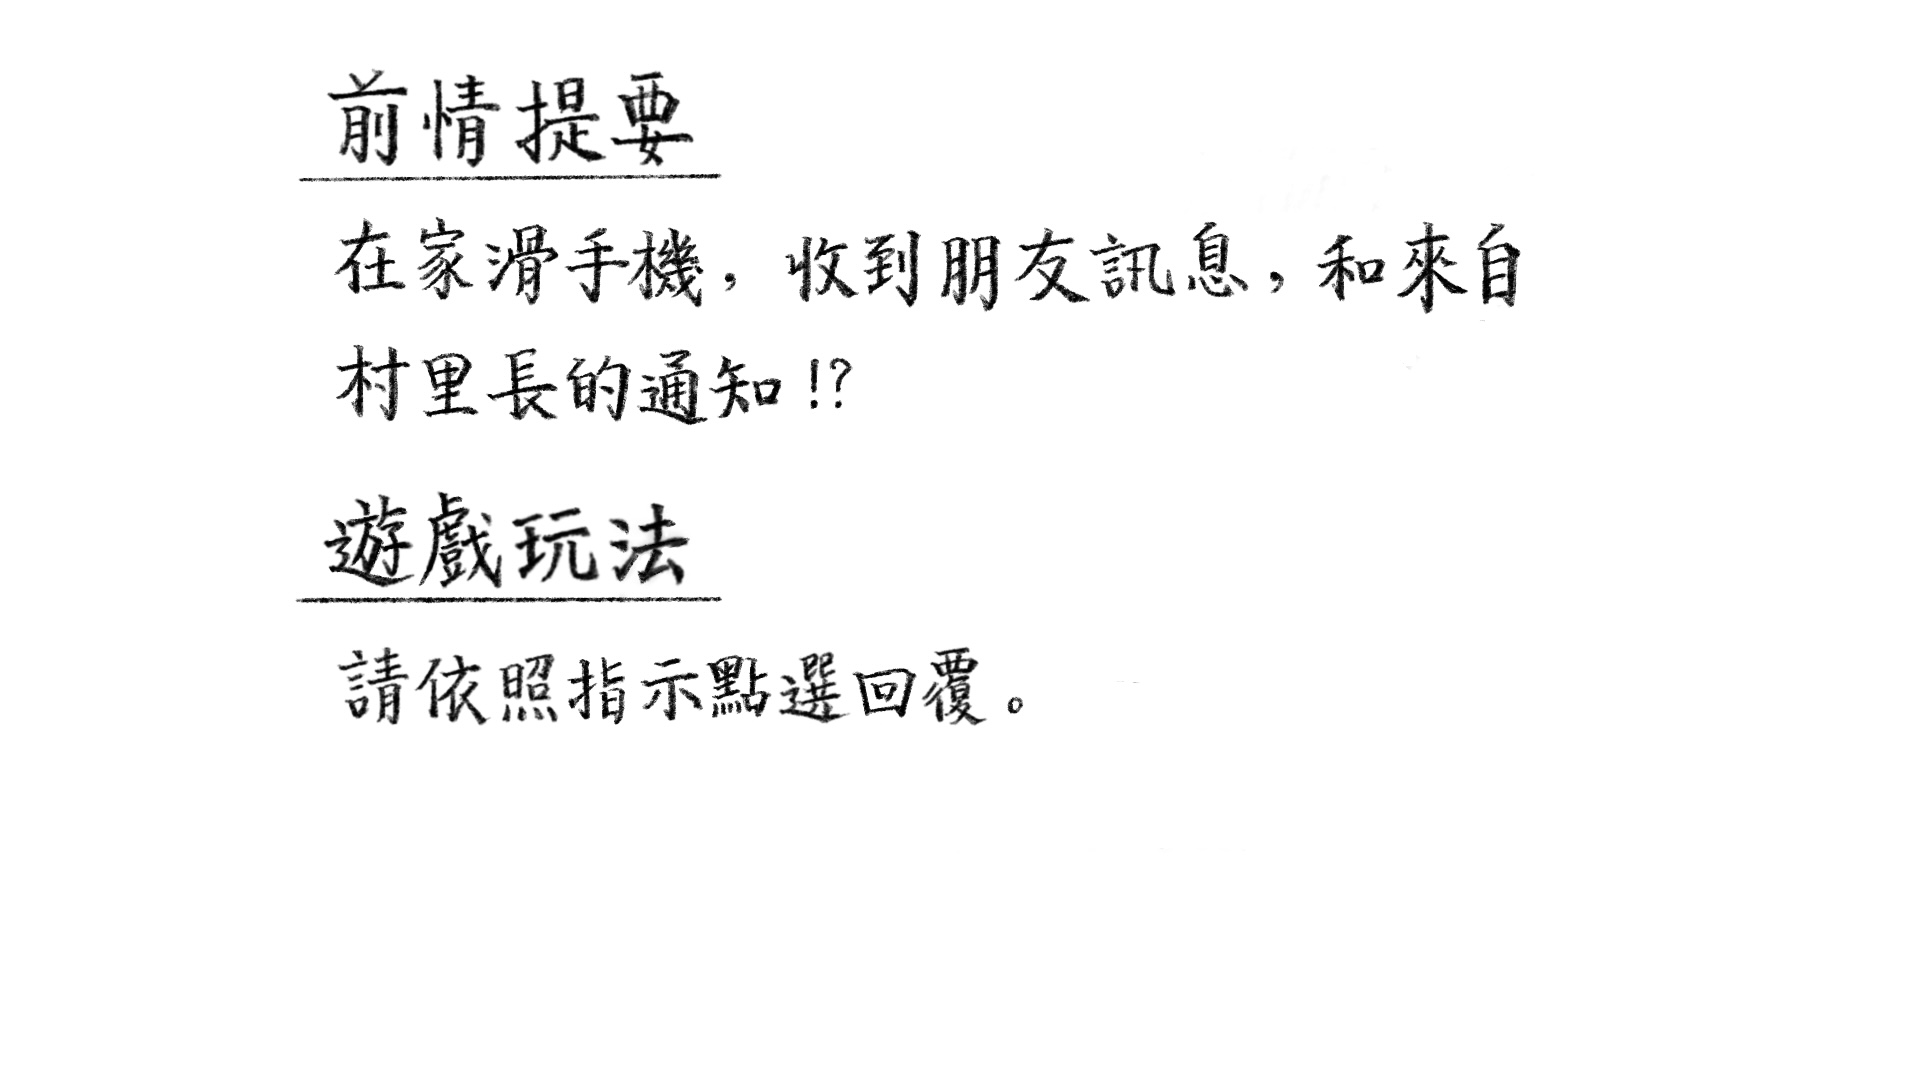 前情提要
在家滑手機，收到朋友訊息，和來自
村里長的通知!?
遊戲玩法
請依照指示點選回覆。